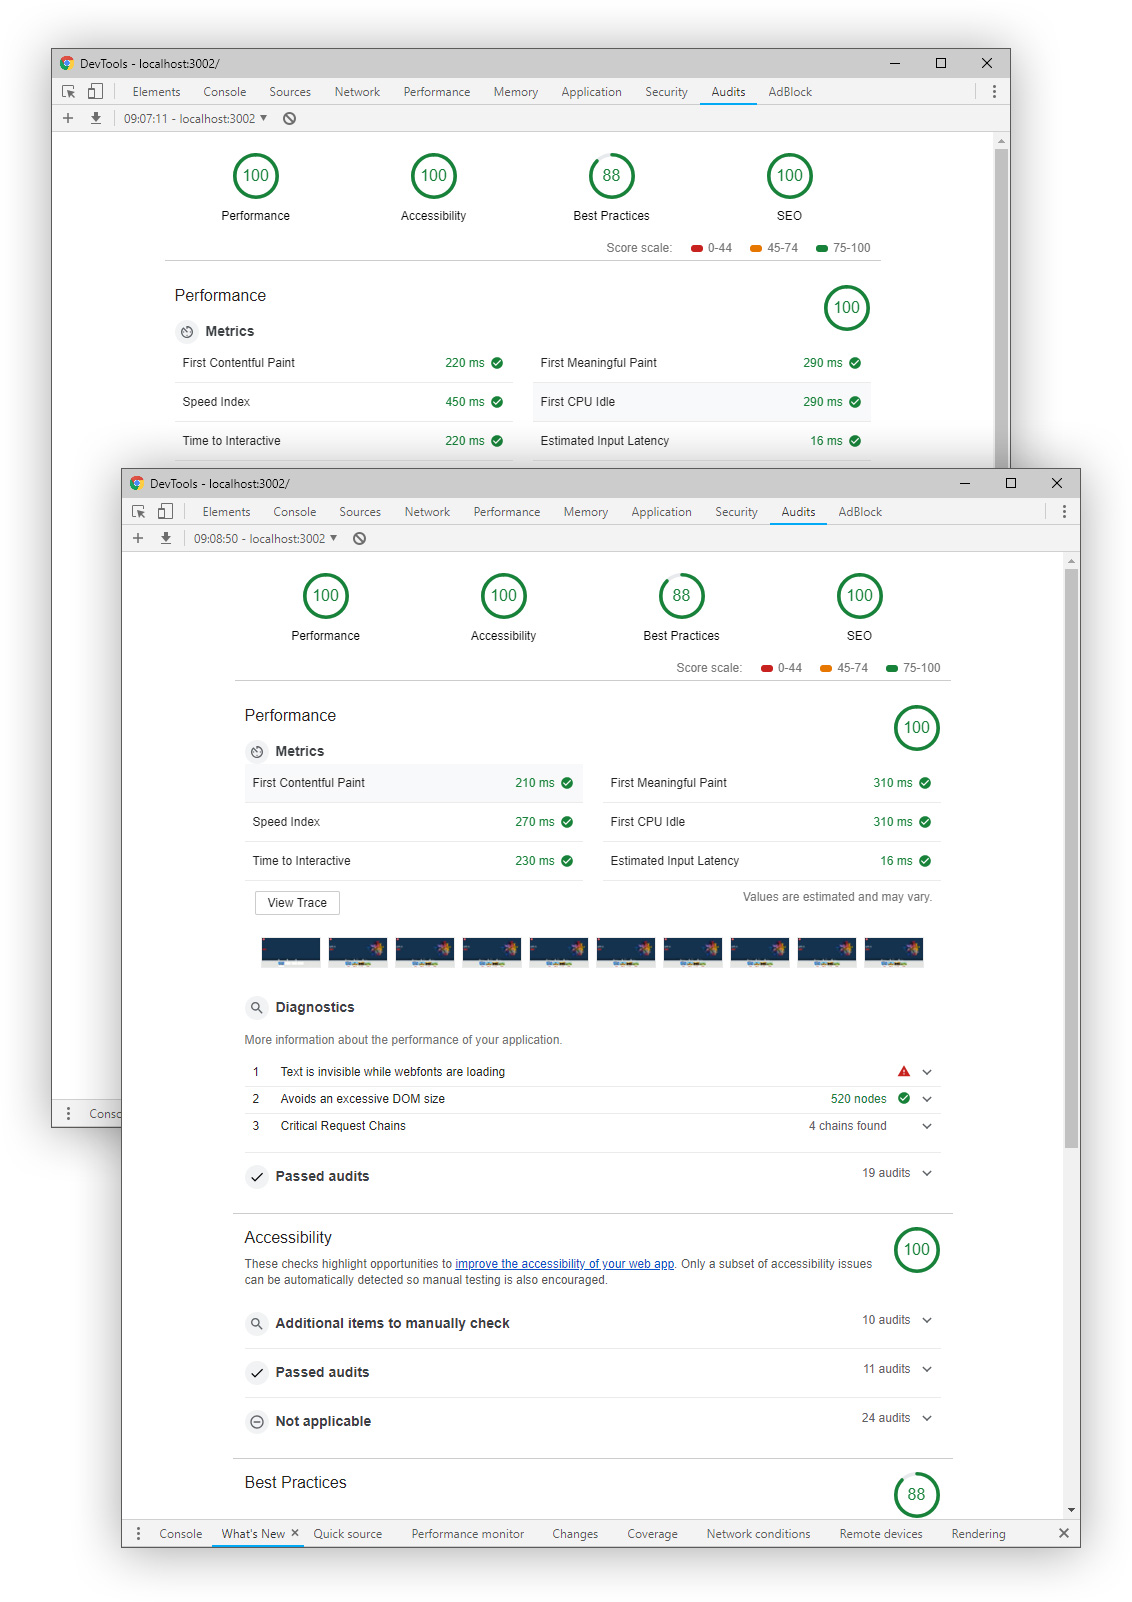 DevTools - localhost:3002/
Elements Console Sources Network Performance Memory Application Security Audits AdBlock
09:07:11 - localhost:3002
100 100 88 100
Performance Accessibility Best Practices SEO
Score scale: 0-44 45-74 75-100
Performance 100
Metrics
First Contentful Paint 220 ms First Meaningful Paint 290 ms
Speed Index 450 ms First CPU Idle 290 ms
Time to Interactive 220 ms Estimated Input Latency 16 ms
DevTools - localhost:3002/
Elements Console Sources Network Performance Memory Application Security Audits AdBlock
09:08:50 - localhost:3002
100 100 88 100
Performance Accessibility Best Practices SEO
Score scale: 0-44 45-74 75-100
Performance 100
Metrics
First Contentful Paint 210 ms First Meaningful Paint 310 ms
Speed Index 270 ms First CPU Idle 310 ms
Time to Interactive 230 ms Estimated Input Latency 16 ms
View Trace Values are estimated and may vary.
Diagnostics
More information about the performance of your application.
1 Text is invisible while webfonts are loading
2 Avoids an excessive DOM size 520 nodes
3 Critical Request Chains 4 chains found
Passed audits 19 audits
Accessibility 100
These checks highlight opportunities to improve the accessibility of your web app. Only a subset of accessibility issues
can be automatically detected so manual testing is also encouraged.
Additional items to manually check 10 audits
Passed audits 11 audits
Not applicable 24 audits
Best Practices 88
Conso
Console What's New Quick source Performance monitor Changes Coverage Network conditions Remote devices Rendering